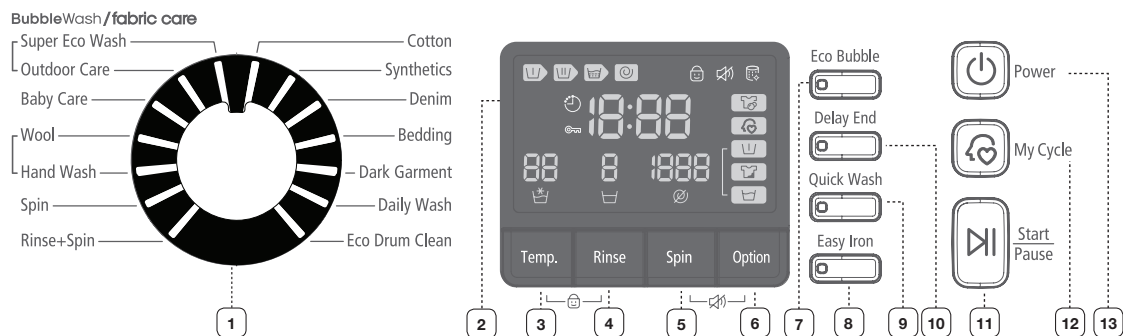 BubbleWash/fabric care
Super Eco Wash
Outdoor Care
Baby Care
Wool
Hand Wash
Spin
Rinse+Spin
Cotton
Synthetics
Denim
Bedding
Dark Garment
Daily Wash
Eco Drum Clean
18:88
88 8 1888
Temp. Rinse Spin Option
Eco Bubble
Delay End
Quick Wash
Easy Iron
Power
My Cycle
Start
Pause
1 2 3 4 5 6 7 8 9 10 11 12 13